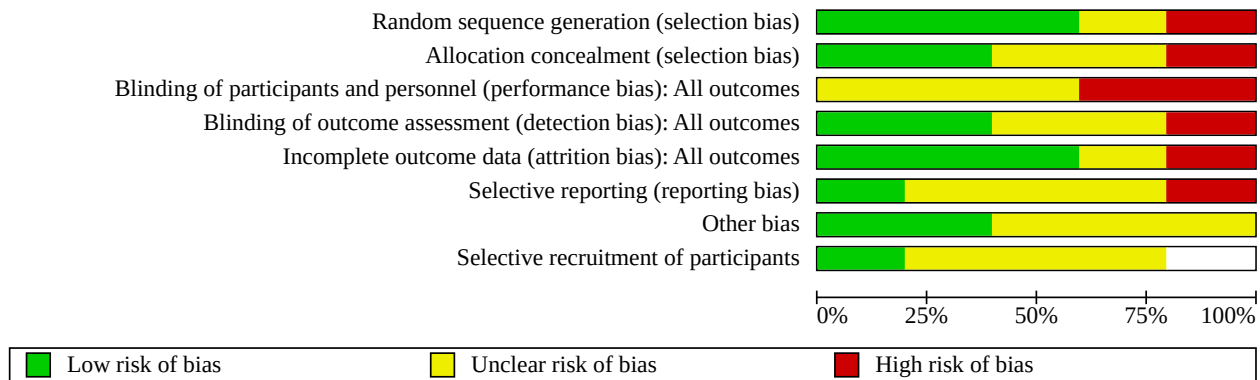 Random sequence generation (selection bias)
Allocation concealment (selection bias)
Blinding of participants and personnel (performance bias): All outcomes
Blinding of outcome assessment (detection bias): All outcomes
Incomplete outcome data (attrition bias): All outcomes
Selective reporting (reporting bias)
Other bias
Selective recruitment of participants
0% 25% 50% 75% 100%
Low risk of bias Unclear risk of bias High risk of bias